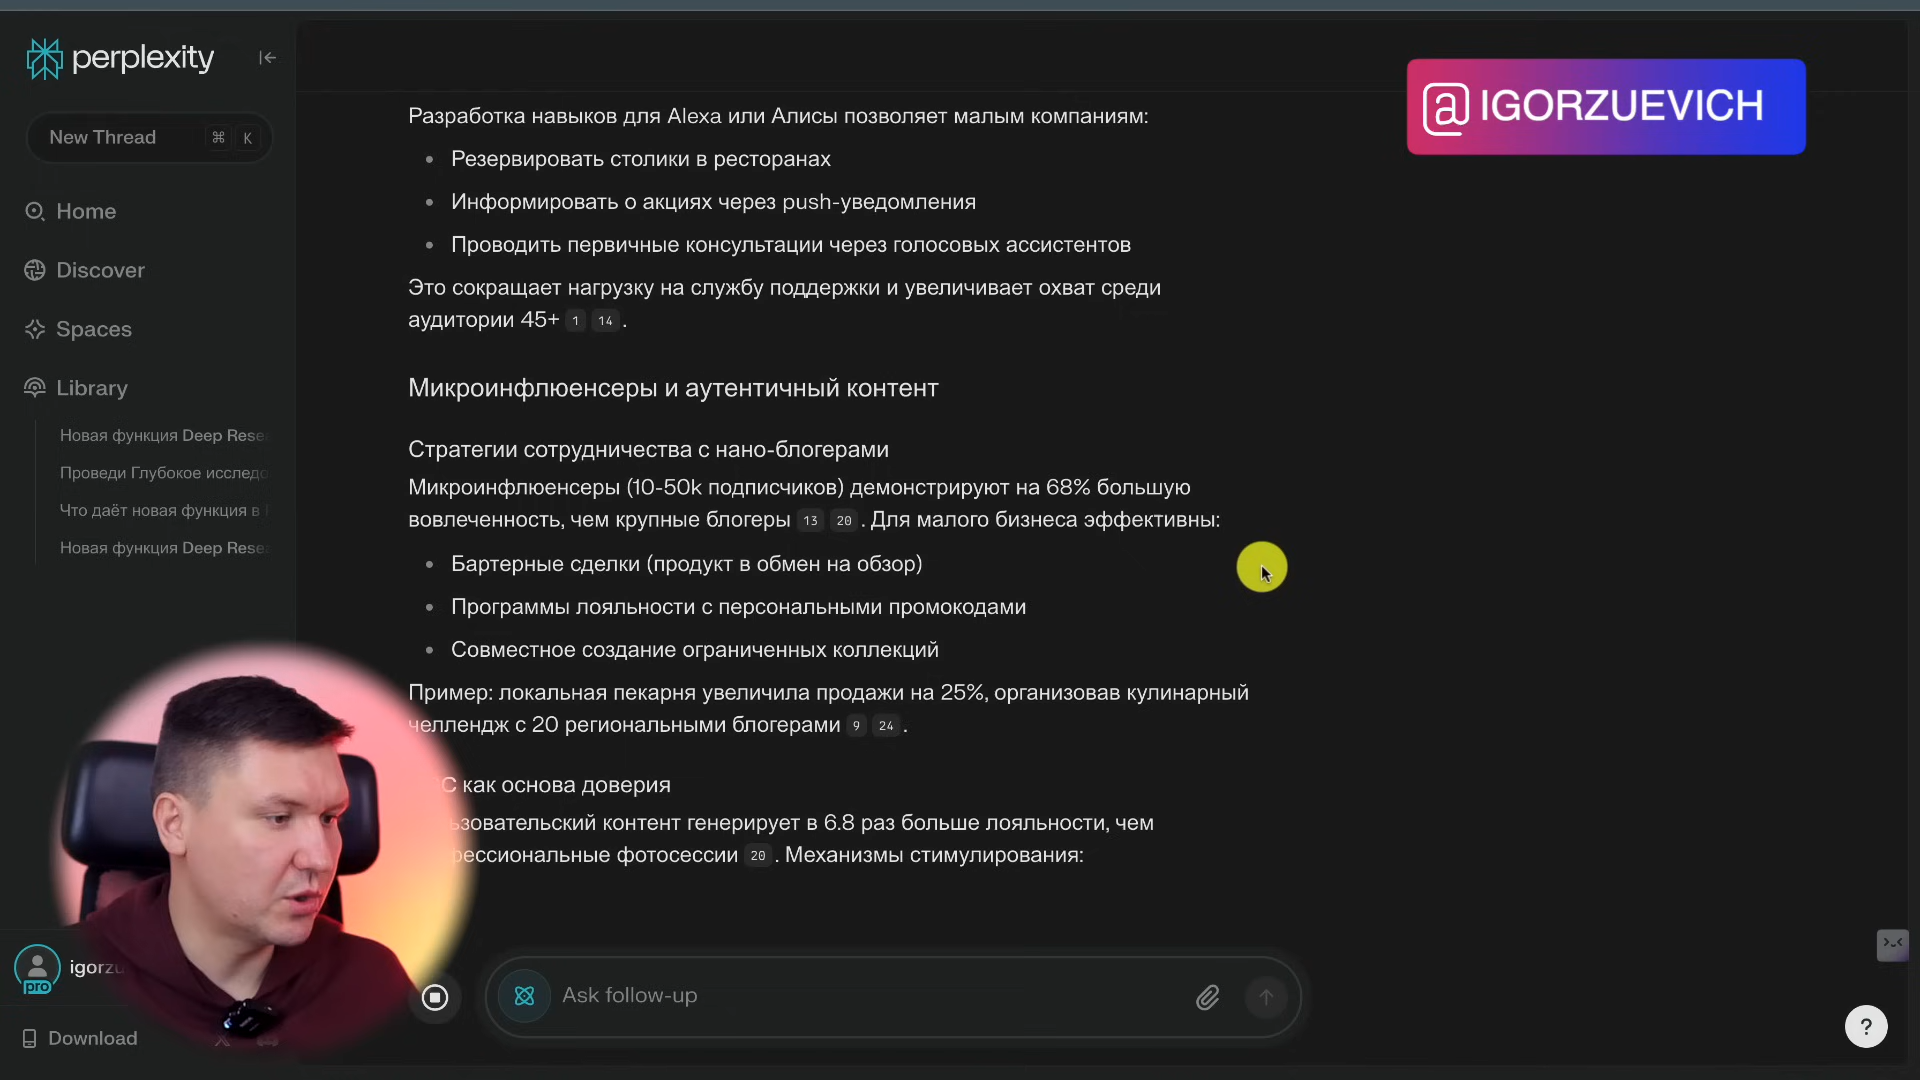 perplexity
New Thread
⌘ K
Home
Discover
Spaces
Library
Новая функция Deep Rese
Проведи Глубокое исследо
Что даёт новая функция в
Новая функция Deep Rese
pro
igorzu
Download
@IGORZUEVICH
Разработка навыков для Alexa или Алисы позволяет малым компаниям:
• Резервировать столики в ресторанах
• Информировать о акциях через push-уведомления
• Проводить первичные консультации через голосовых ассистентов
Это сокращает нагрузку на службу поддержки и увеличивает охват среди
аудитории 45+ 1 14 .
Микроинфлюенсеры и аутентичный контент
Стратегии сотрудничества с нано-блогерами
Микроинфлюенсеры (10-50k подписчиков) демонстрируют на 68% большую
вовлеченность, чем крупные блогеры 13 20 . Для малого бизнеса эффективны:
• Бартерные сделки (продукт в обмен на обзор)
• Программы лояльности с персональными промокодами
• Совместное создание ограниченных коллекций
Пример: локальная пекарня увеличила продажи на 25%, организовав кулинарный
челлендж с 20 региональными блогерами 9 24 .
C как основа доверия
зовательский контент генерирует в 6.8 раз больше лояльности, чем
ессиональные фотосессии 20 . Механизмы стимулирования:
Ask follow-up
?